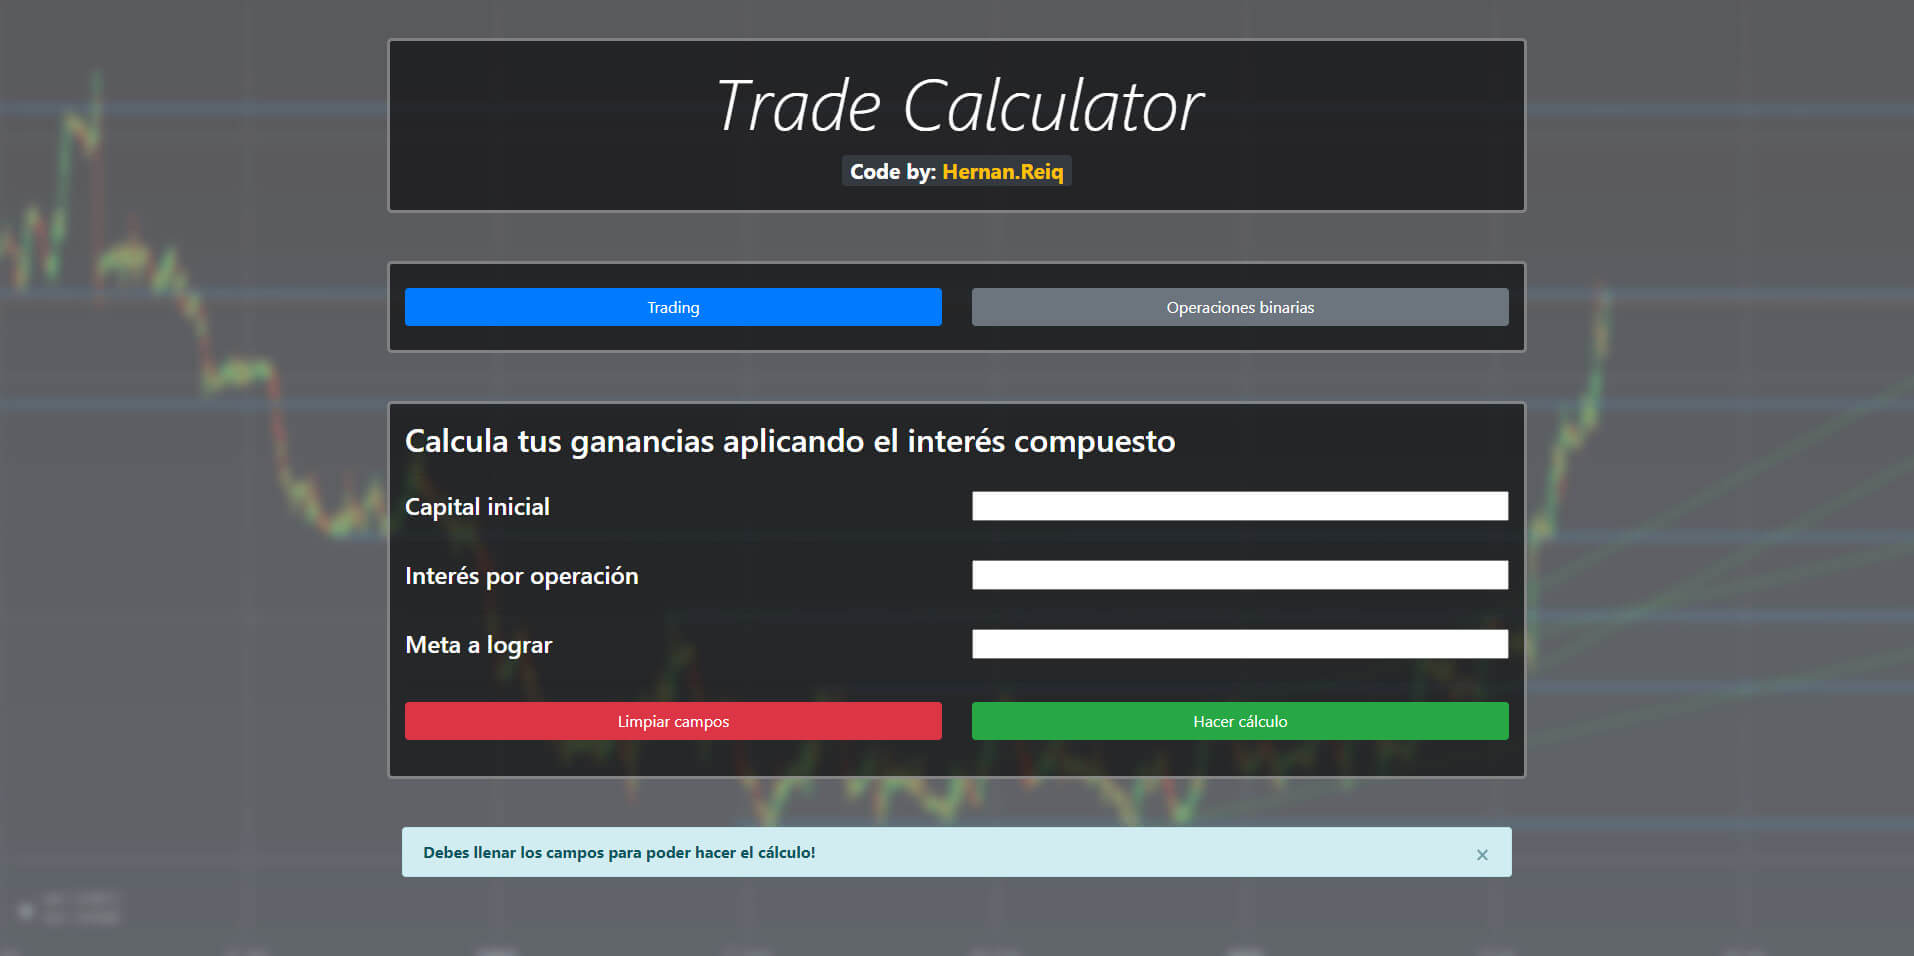 Trade Calculator
Code by: Hernan.Reiq
Trading
Operaciones binarias
Calcula tus ganancias aplicando el interés compuesto
Capital inicial
Interés por operación
Meta a lograr
Limpiar campos
Hacer cálculo
Debes llenar los campos para poder hacer el cálculo!
×